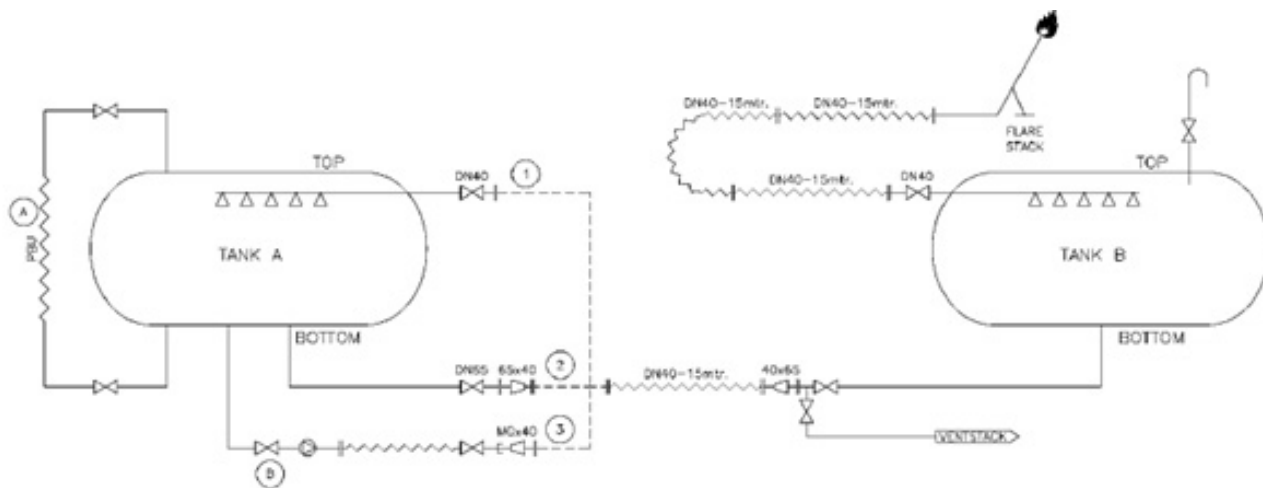 DN40-15mtr.
DN40-15mtr.
FLARE
STACK
TOP
DN40
1
DN40-15mtr.
DN40
TOP
A
PBU
TANK A
TANK B
BOTTOM
BOTTOM
DN65
65x40
2
DN40-15mtr.
40x65
MGx40
3
VENTSTACK
B